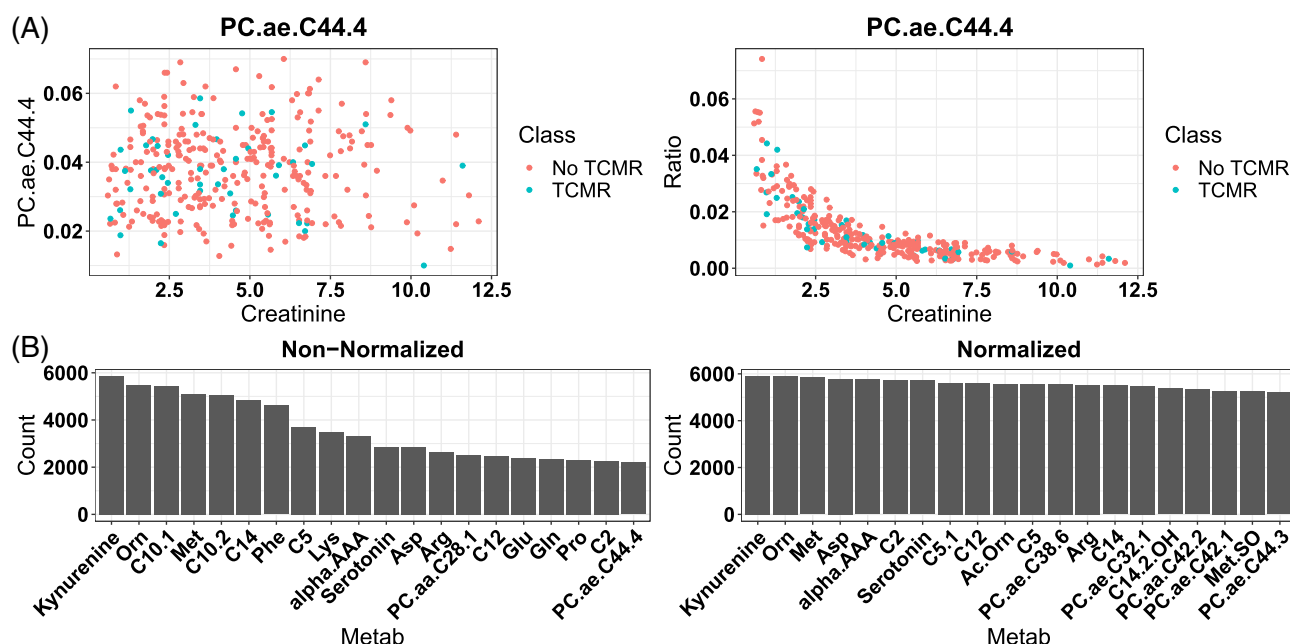 (A)
PC.ae.C44.4
PC.ae.C44.4
0.06
0.04
0.02
2.5 5.0 7.5 10.0 12.5
Creatinine
Class
No TCMR
TCMR
PC.ae.C44.4
Ratio
0.06
0.04
0.02
0.00
2.5 5.0 7.5 10.0 12.5
Creatinine
Class
No TCMR
TCMR
(B)
Non−Normalized
Count
6000
4000
2000
0
Kynurenine
Orn
C10.1
Met
C10.2
C14
Phe
C5
Lys
alpha.AAA
Serotonin
Asp
Arg
PC.aa.C28.1
C12
Glu
Gln
Pro
C2
PC.ae.C44.4
Metab
Normalized
Count
6000
4000
2000
0
Kynurenine
Orn
Met
Asp
alpha.AAA
C2
Serotonin
C5.1
C12
Ac.Orn
C5
PC.ae.C38.6
Arg
C14
PC.ae.C32.1
C14.2.OH
PC.aa.C42.2
PC.ae.C42.1
Met.SO
PC.ae.C44.3
Metab